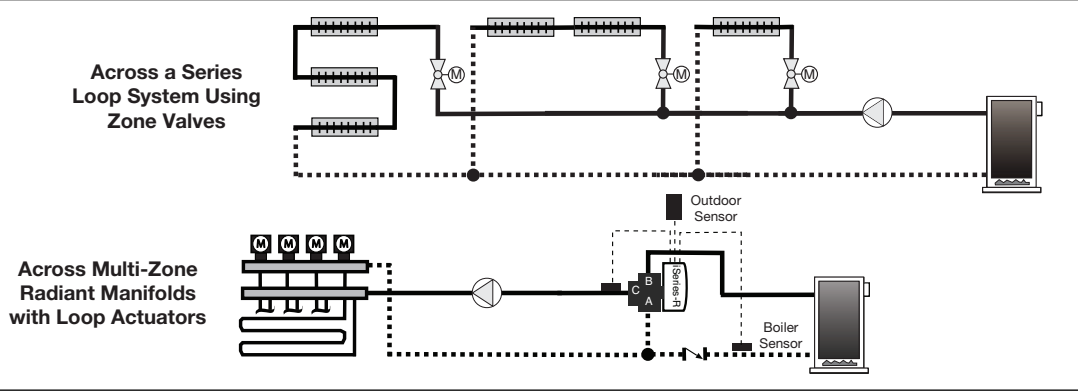 Across a Series
Loop System Using
Zone Valves
M
M
M
Outdoor
Sensor
M
M
M
M
Across Multi-Zone
Radiant Manifolds
with Loop Actuators
B
C
A
iSeries-R
Boiler
Sensor